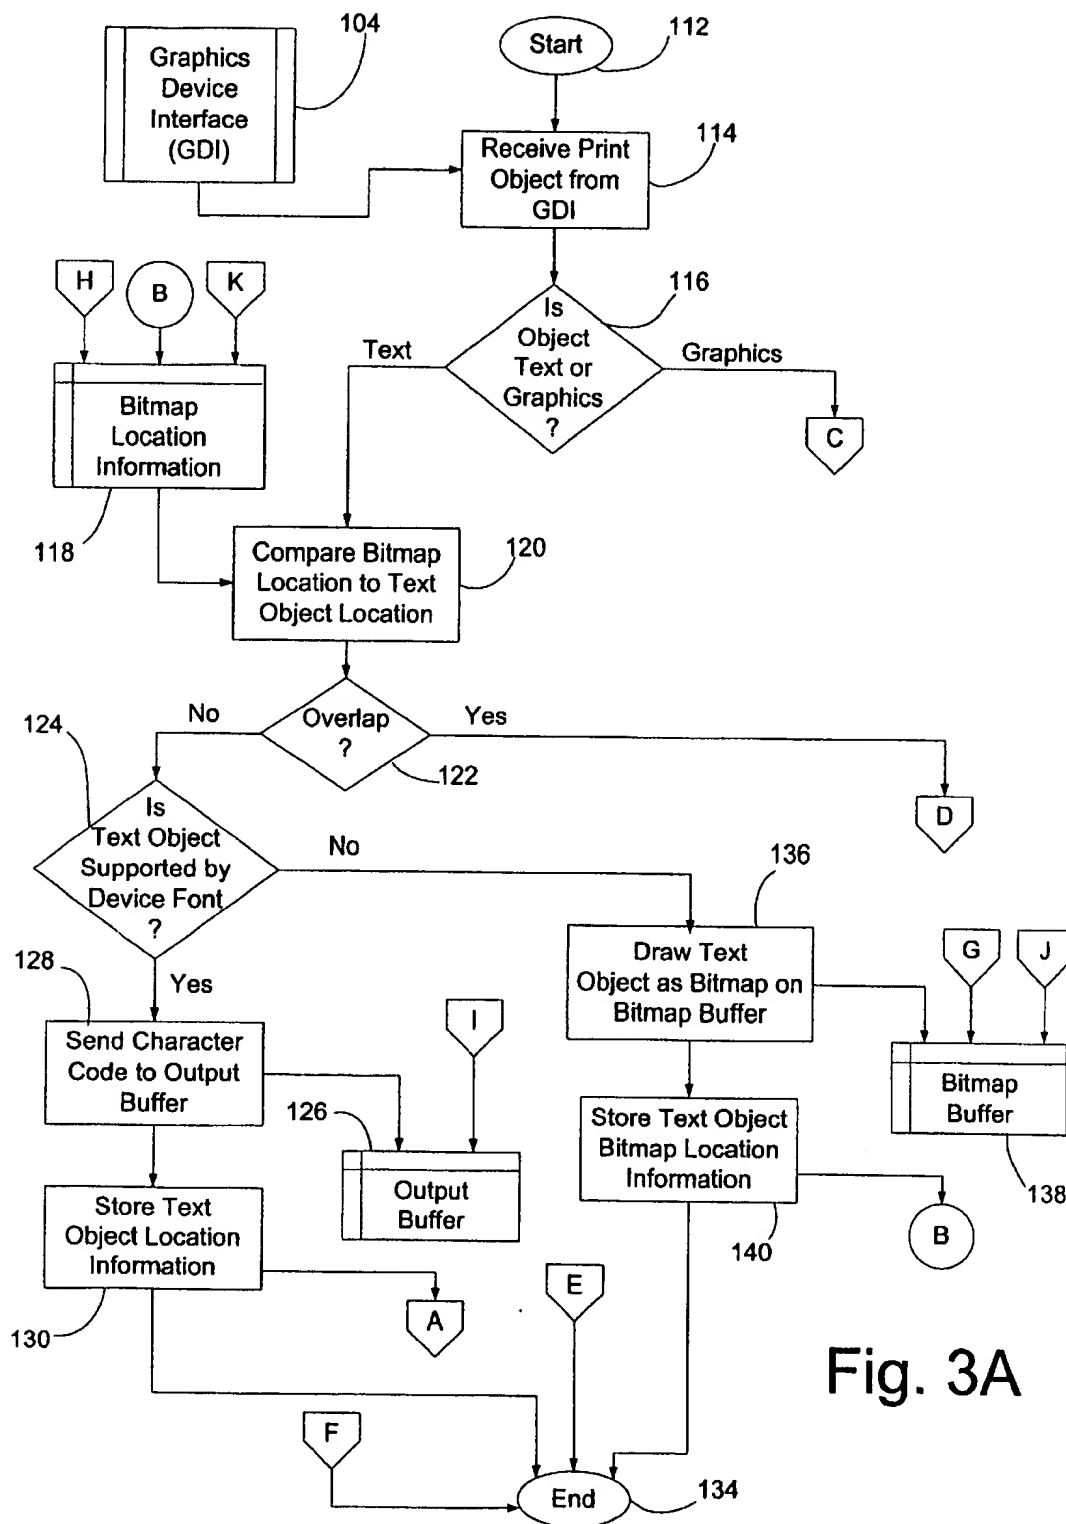 104
Graphics
Device
Interface
(GDI)
Start
112
Receive Print
Object from
GDI
114
H
B
K
Is
Object
Text or
Graphics
?
116
Text
Graphics
C
Bitmap
Location
Information
118
Compare Bitmap
Location to Text
Object Location
120
Overlap
?
122
No
Yes
D
124
Is
Text Object
Supported by
Device Font
?
No
Yes
136
Draw Text
Object as Bitmap on
Bitmap Buffer
G
J
128
Send Character
Code to Output
Buffer
I
126
Output
Buffer
Bitmap
Buffer
138
Store Text Object
Bitmap Location
Information
140
B
Store Text
Object Location
Information
130
A
E
F
End
134
Fig. 3A